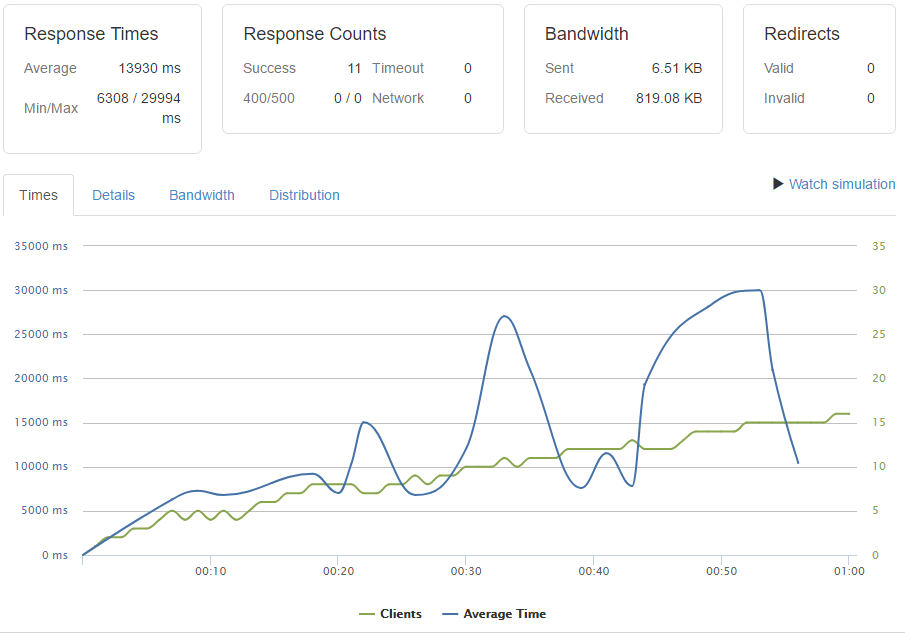 Response Times
Average 13930 ms
Min/Max 6308 / 29994
ms
Response Counts
Success 11 Timeout 0
400/500 0 / 0 Network 0
Bandwidth
Sent 6.51 KB
Received 819.08 KB
Redirects
Valid 0
Invalid 0
Times Details Bandwidth Distribution
Watch simulation
35000 ms 35
30000 ms 30
25000 ms 25
20000 ms 20
15000 ms 15
10000 ms 10
5000 ms 5
0 ms 0
00:10 00:20 00:30 00:40 00:50 01:00
Clients Average Time